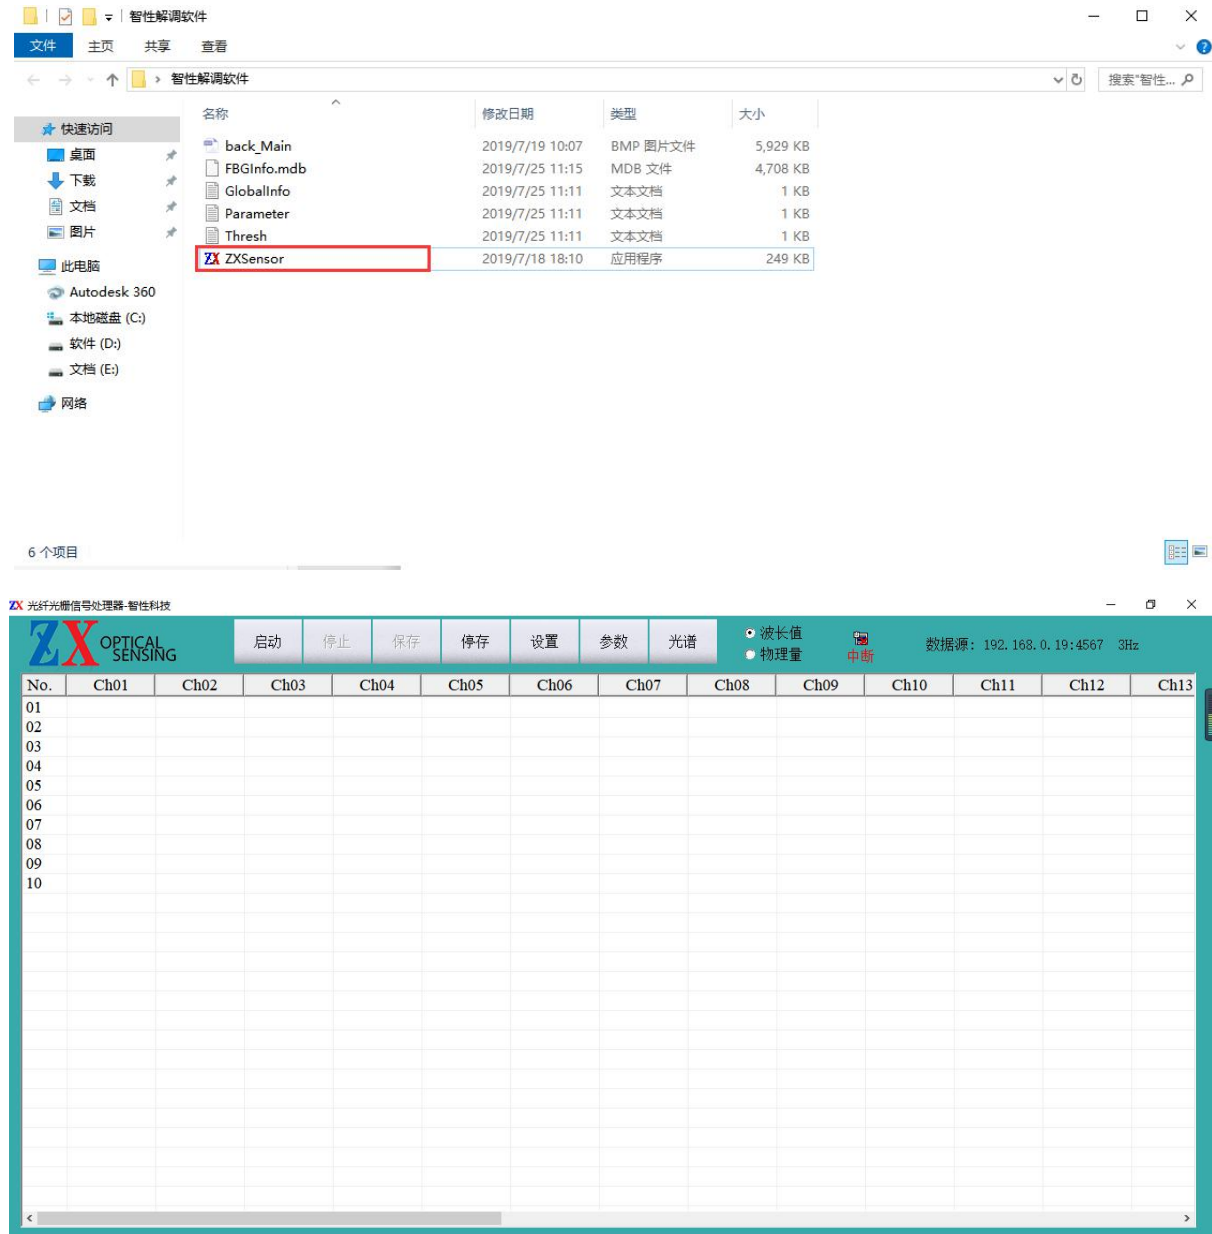 智性解调软件
文件 主页 共享 查看
智性解调软件 搜索"智性...
名称 修改日期 类型 大小
快速访问
桌面
下载
文档
图片
此电脑
Autodesk 360
本地磁盘 (C:)
软件 (D:)
文档 (E:)
网络
back_Main 2019/7/19 10:07 BMP 图片文件 5,929 KB
FBGInfo.mdb 2019/7/25 11:15 MDB 文件 4,708 KB
GlobalInfo 2019/7/25 11:11 文本文档 1 KB
Parameter 2019/7/25 11:11 文本文档 1 KB
Thresh 2019/7/25 11:11 文本文档 1 KB
ZX ZXSensor 2019/7/18 18:10 应用程序 249 KB
6 个项目
ZX 光纤光栅信号处理器-智性科技
ZX OPTICAL SENSING 启动 停止 保存 停存 设置 参数 光谱 波长值 物理量 中断 数据源: 192.168.0.19:4567 3Hz
No. Ch01 Ch02 Ch03 Ch04 Ch05 Ch06 Ch07 Ch08 Ch09 Ch10 Ch11 Ch12 Ch13
01
02
03
04
05
06
07
08
09
10